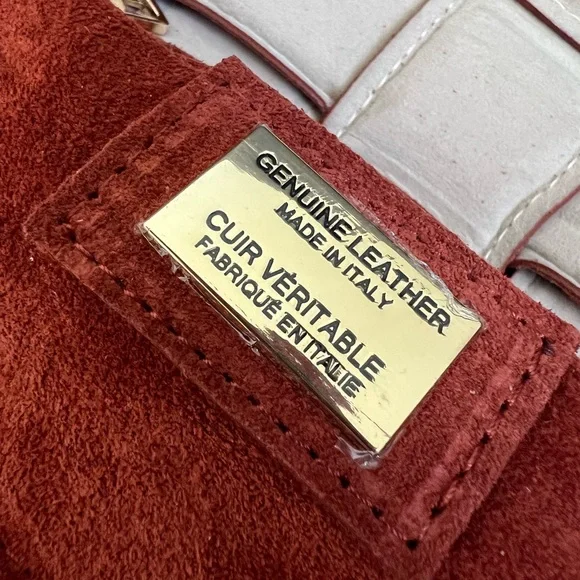 GENUINE LEATHER
MADE IN ITALY
CUIR VÉRITABLE
FABRIQUÉ EN ITALIE